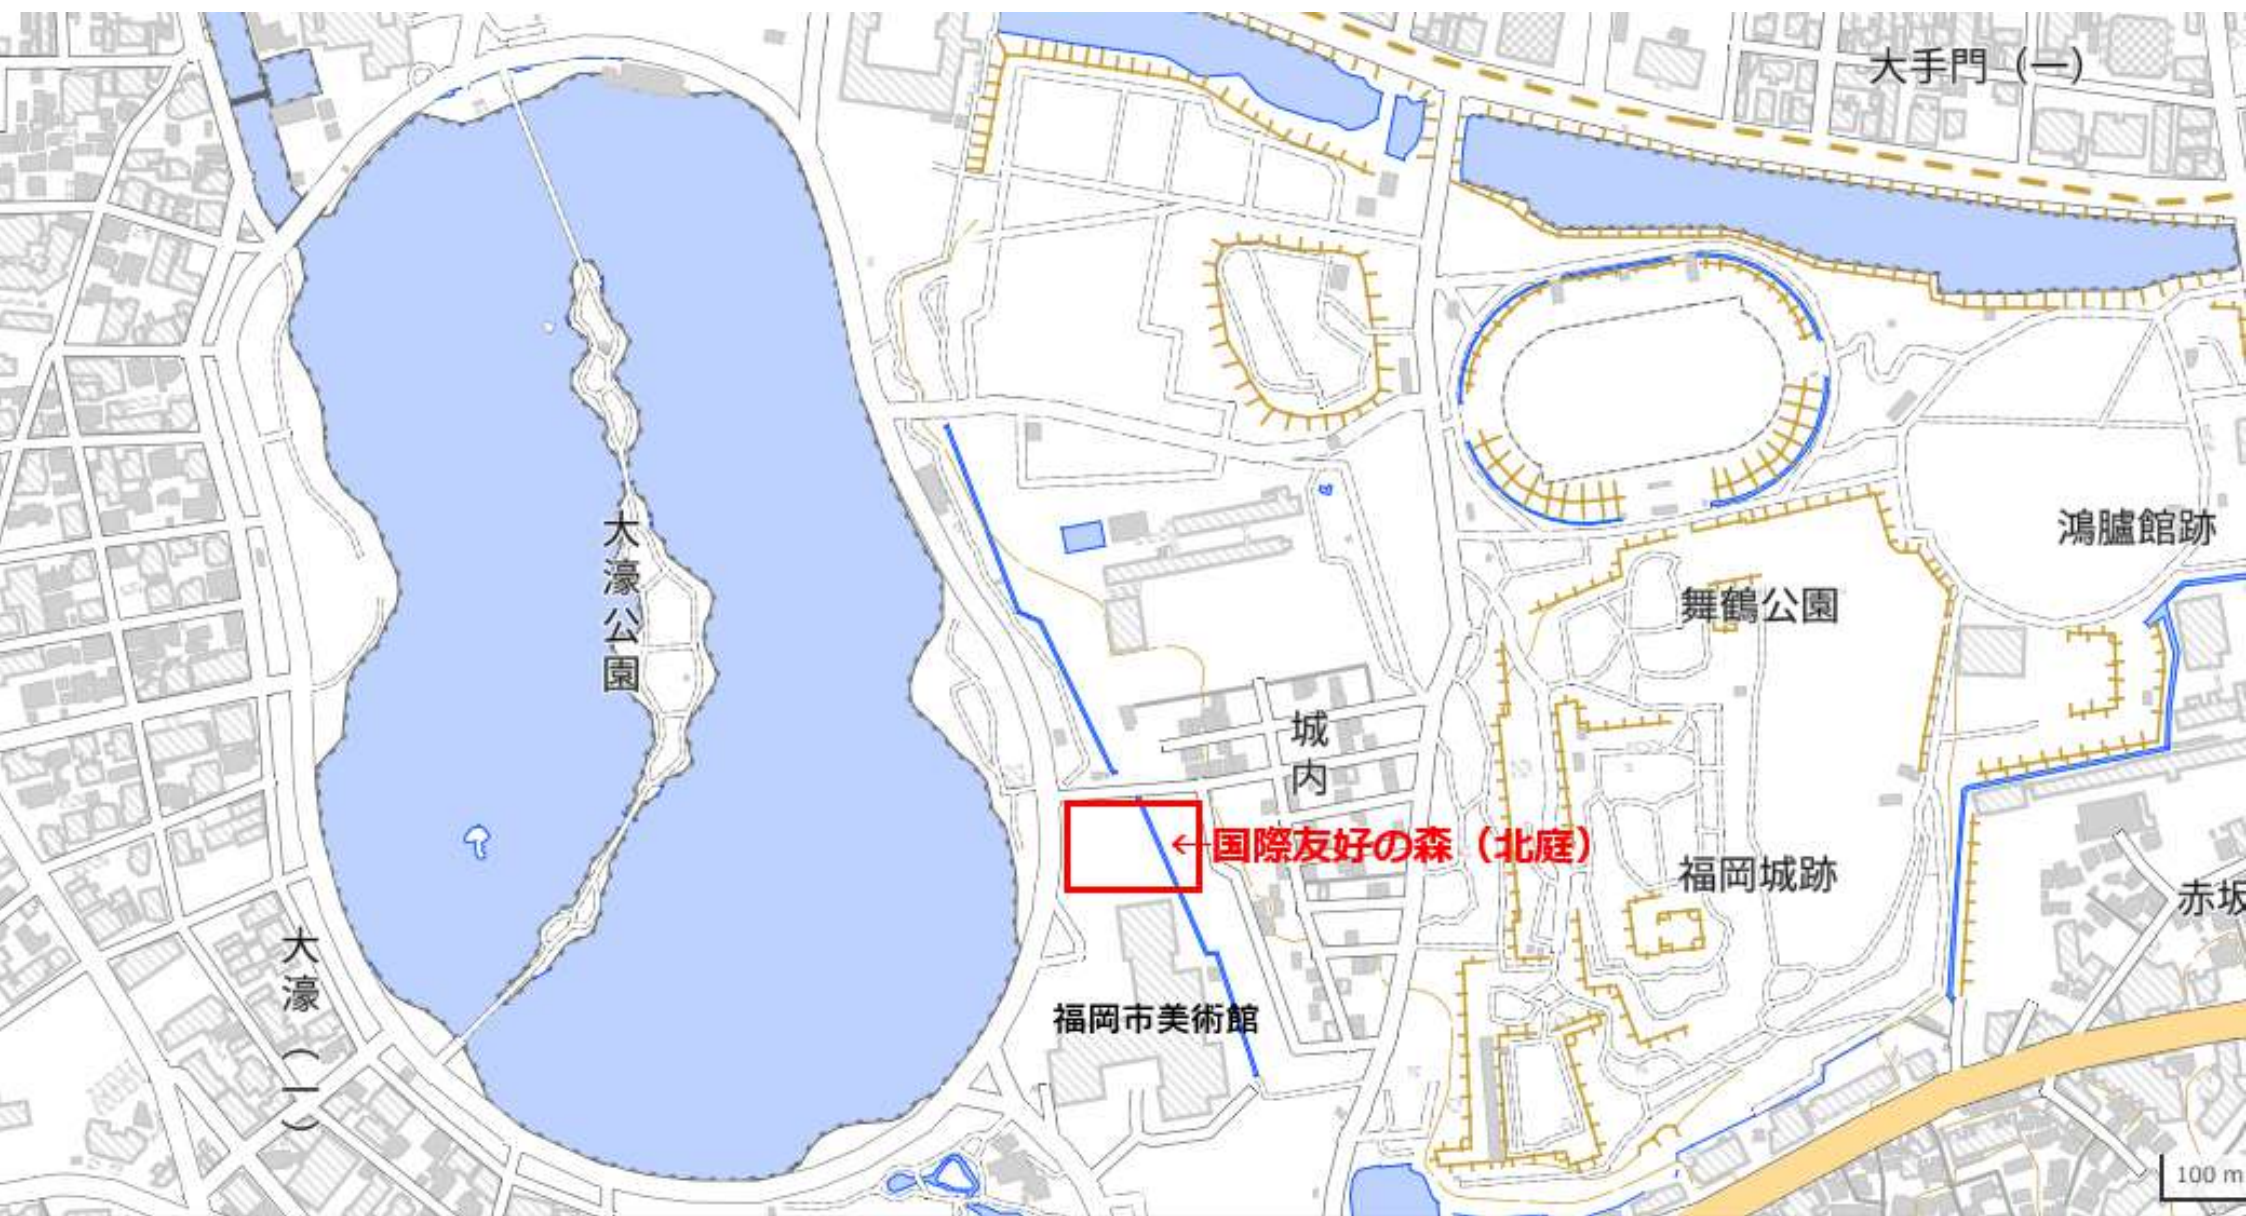 大手門（一）
大濠公園
鴻臚館跡
舞鶴公園
城内
←国際友好の森（北庭）
福岡城跡
赤坂
大濠（一）
福岡市美術館
100 m